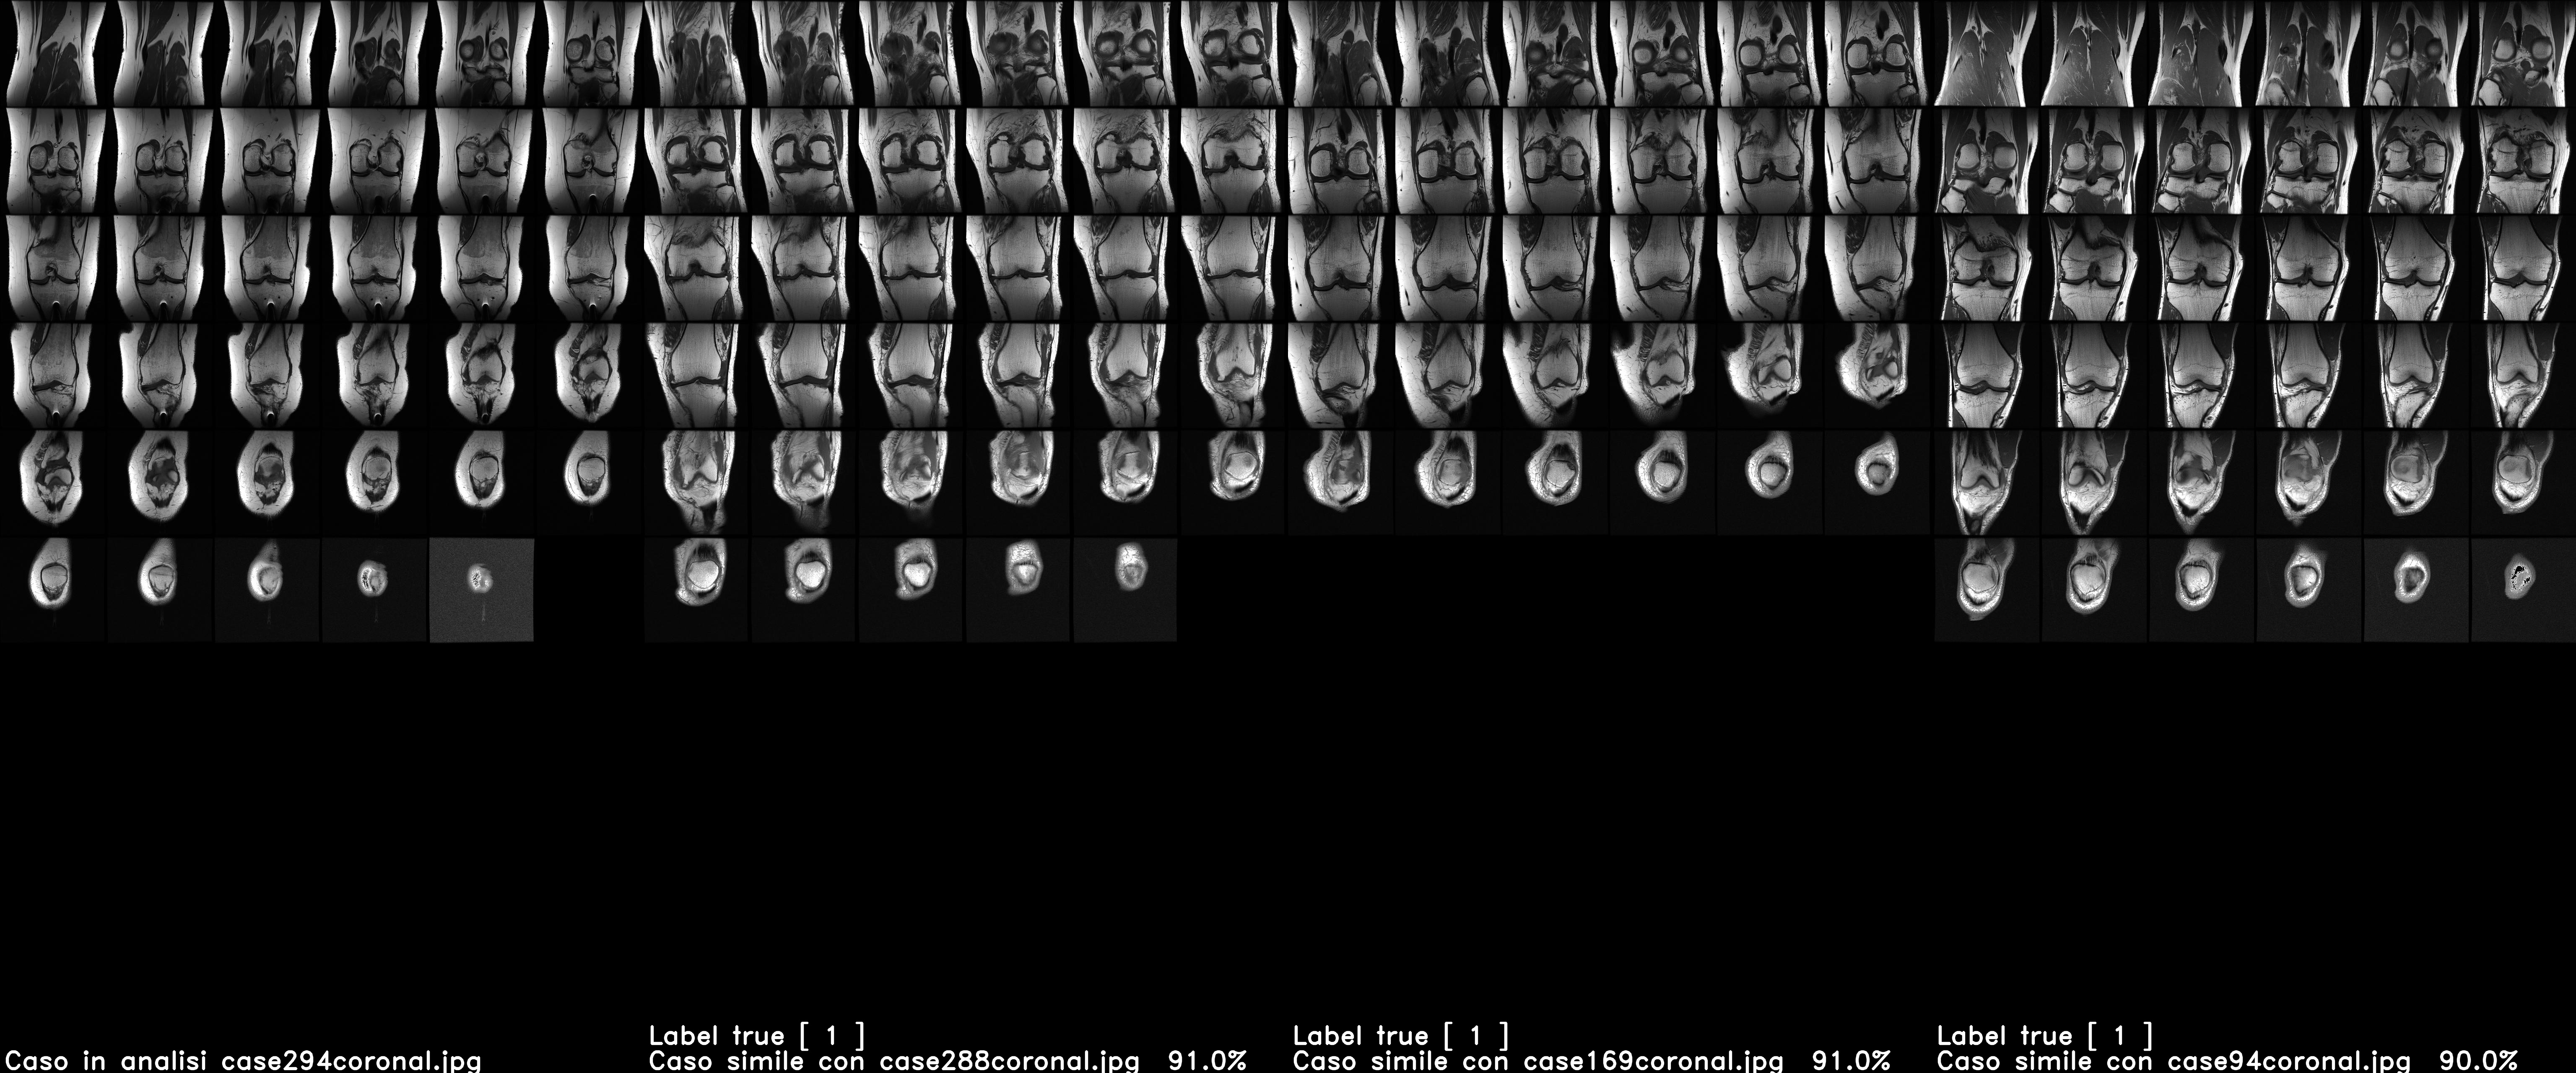 Caso in analisi case294coronal.jpg
Label true [ 1 ]
Caso simile con case288coronal.jpg 91.0%
Label true [ 1 ]
Caso simile con case169coronal.jpg 91.0%
Label true [ 1 ]
Caso simile con case94coronal.jpg 90.0%